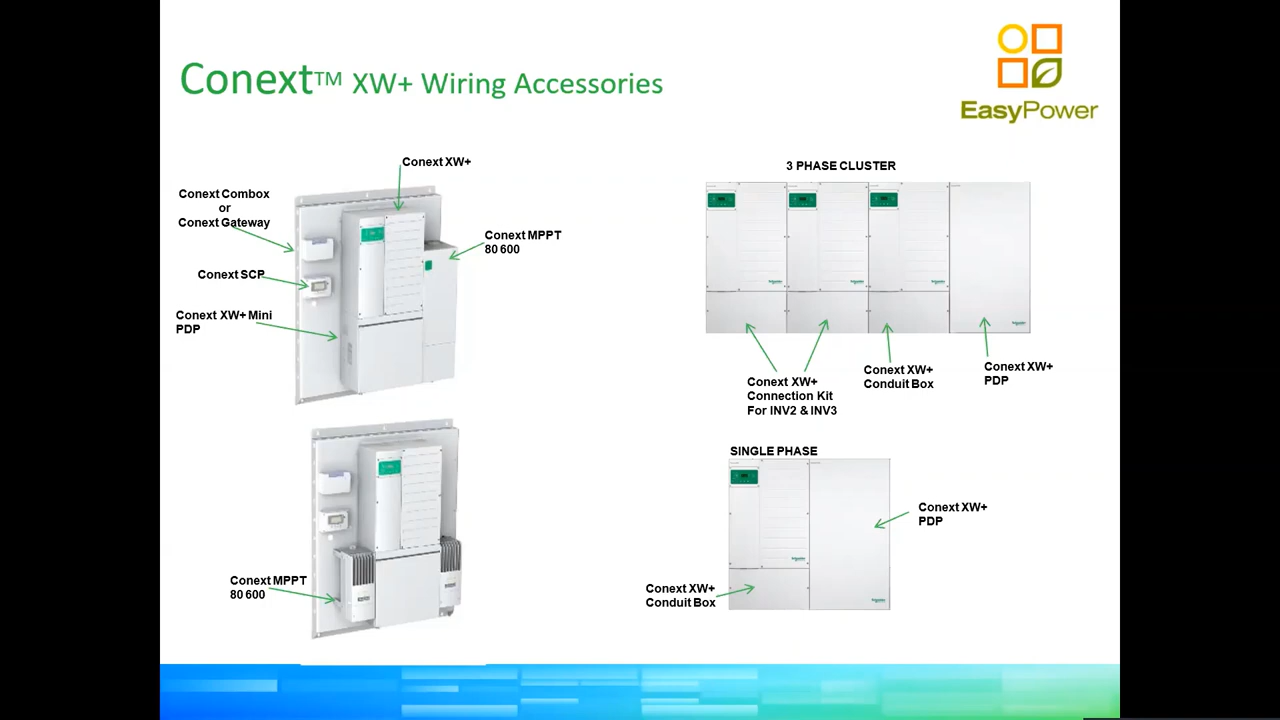 Conext™ XW+ Wiring Accessories
EasyPower
Conext XW+
Conext Combox
or
Conext Gateway
Conext MPPT
80 600
Conext SCP
Conext XW+ Mini
PDP
Conext MPPT
80 600
3 PHASE CLUSTER
Conext XW+
Connection Kit
For INV2 & INV3
Conext XW+
Conduit Box
Conext XW+
PDP
SINGLE PHASE
Conext XW+
PDP
Conext XW+
Conduit Box